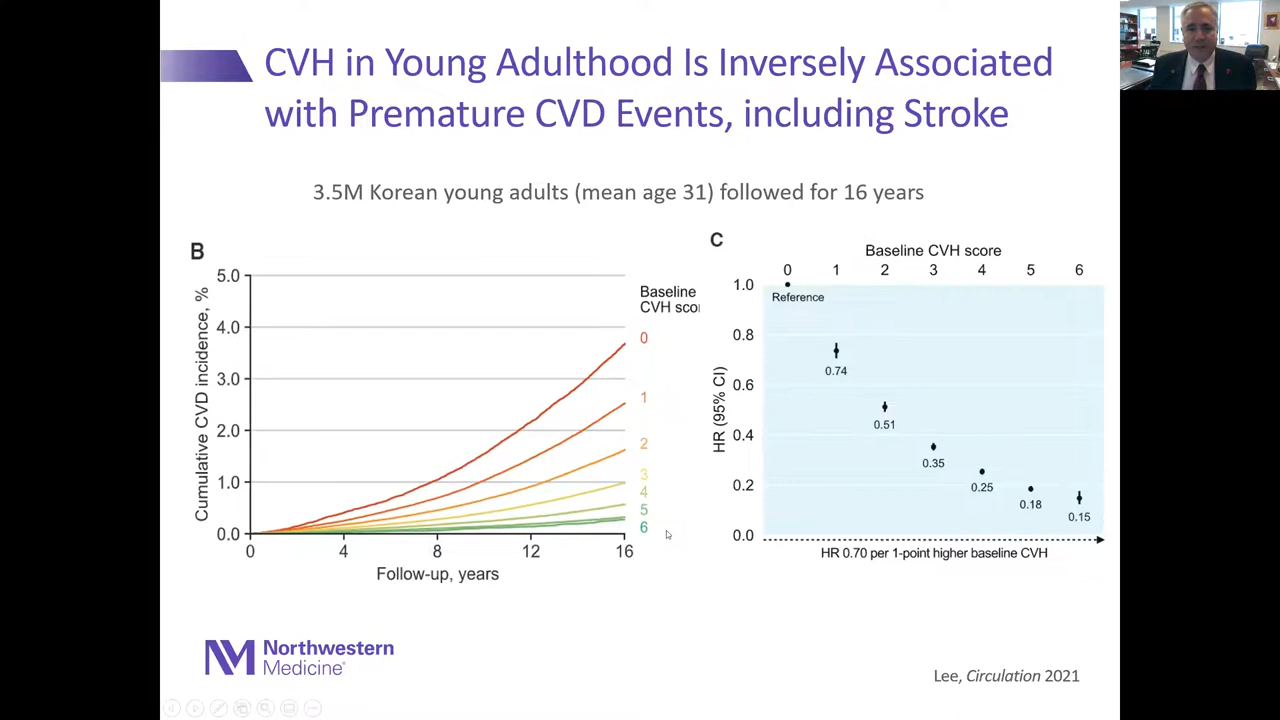 CVH in Young Adulthood Is Inversely Associated
with Premature CVD Events, including Stroke
3.5M Korean young adults (mean age 31) followed for 16 years
B
5.0
4.0
3.0
2.0
1.0
0.0
Cumulative CVD incidence, %
0 4 8 12 16
Follow-up, years
Baseline
CVH scor
0
1
2
3
4
5
6
C
Baseline CVH score
0 1 2 3 4 5 6
1.0
0.8
0.6
0.4
0.2
0.0
HR (95% CI)
Reference
0.74
0.51
0.35
0.25
0.18
0.15
HR 0.70 per 1-point higher baseline CVH
NM Northwestern
Medicine®
Lee, Circulation 2021